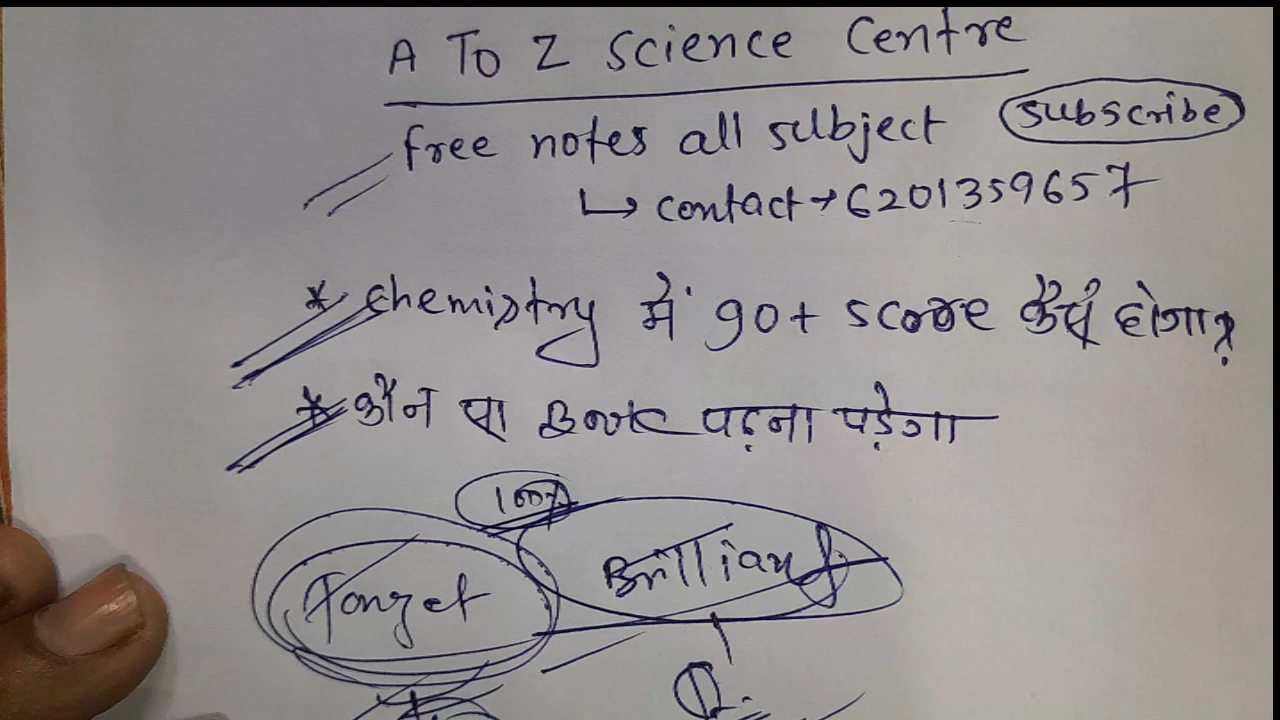 A TO Z Science Centre
free notes all subject subscribe
↳ contact → 6201359657
* chemistry में 90+ score कैसे होगा?
* कौन सा Book पढ़ना पड़ेगा
100%
Target Brilliant